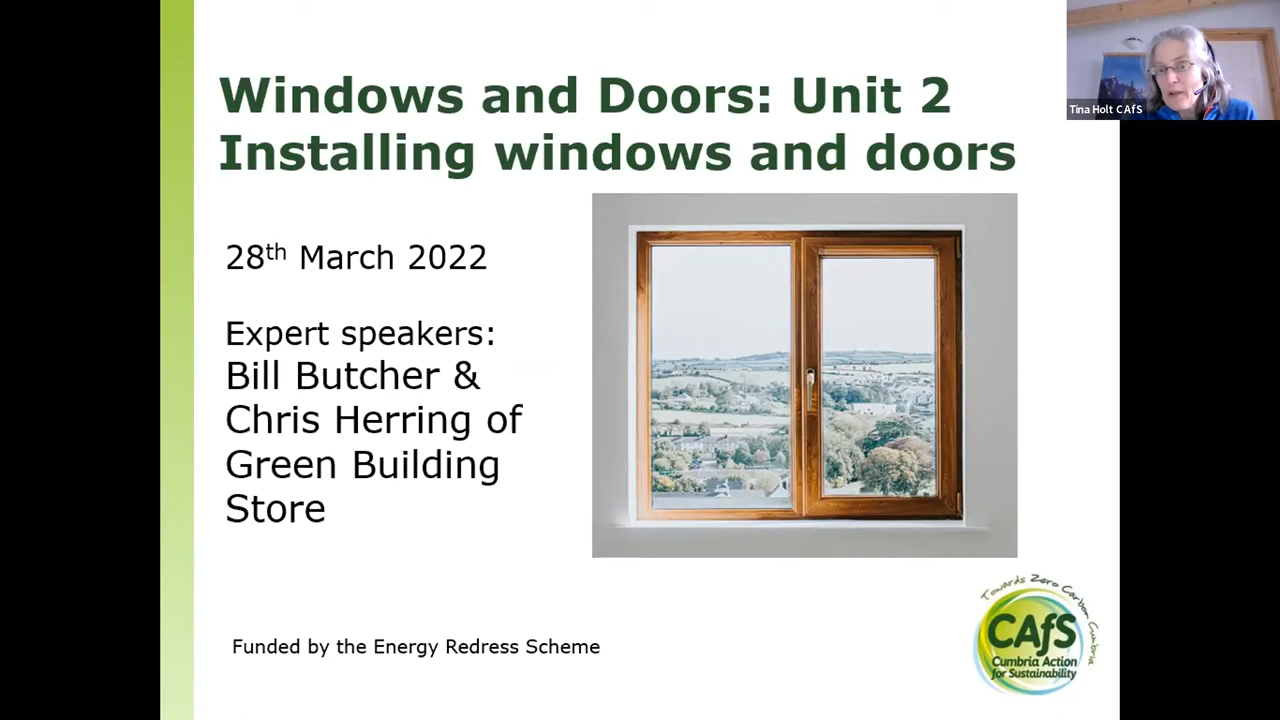 Windows and Doors: Unit 2
Installing windows and doors
28th March 2022
Expert speakers:
Bill Butcher &
Chris Herring of
Green Building
Store
Funded by the Energy Redress Scheme
Tina Holt CAfS
Towards Zero Carbon Cumbria
CAfS
Cumbria Action
for Sustainability